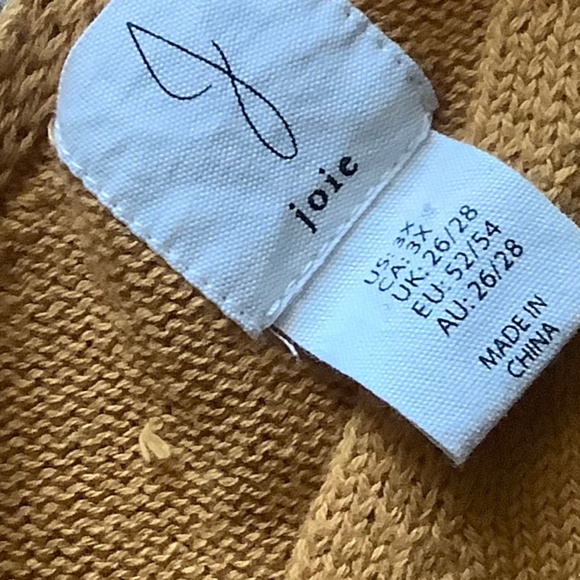 J
joie
US: 3X
CA: 3X
UK: 26/28
EU: 52/54
AU: 26/28
MADE IN
CHINA